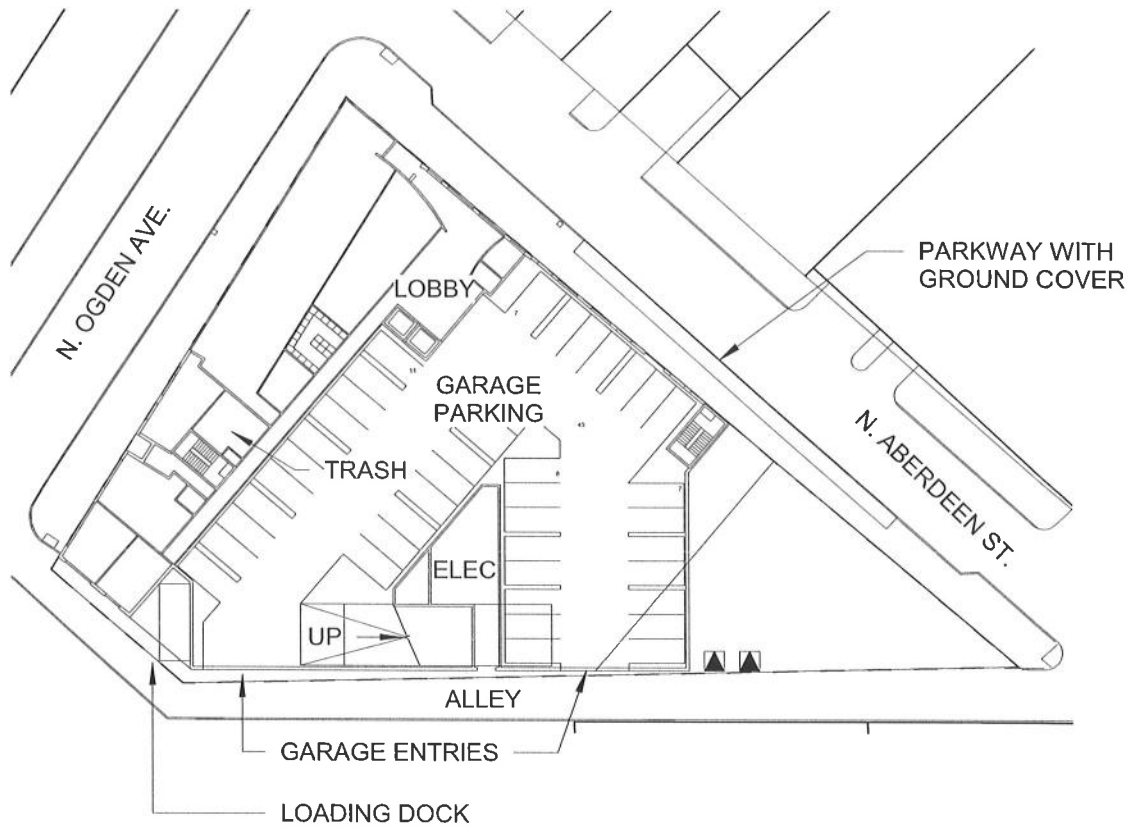 N. OGDEN AVE.
PARKWAY WITH
GROUND COVER
LOBBY
GARAGE
PARKING
TRASH
N. ABERDEEN ST.
ELEC
UP
ALLEY
GARAGE ENTRIES
LOADING DOCK